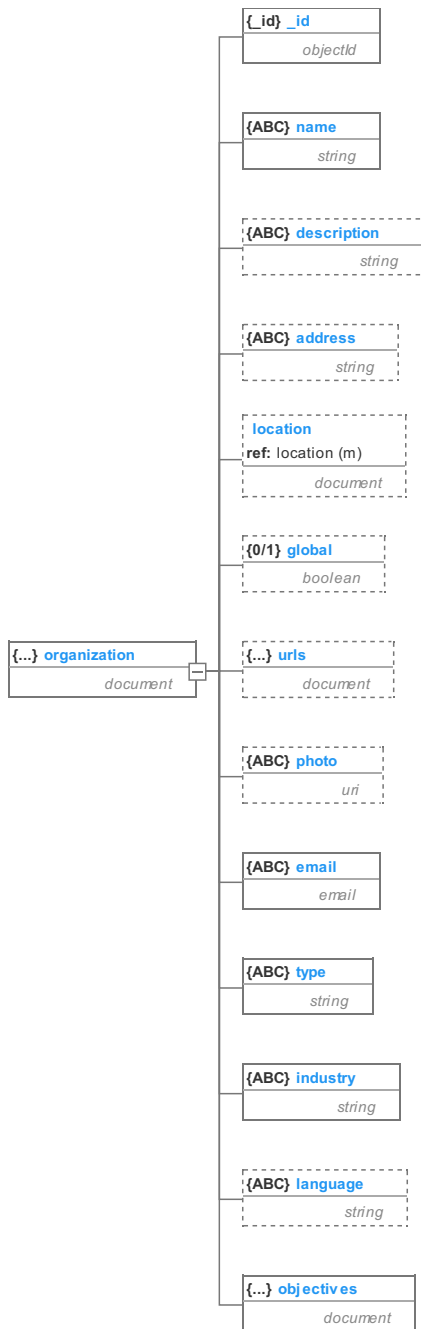 {_id} _id
objectId
{ABC} name
string
{ABC} description
string
{ABC} address
string
location
ref: location (m)
document
{0/1} global
boolean
{...} organization
document
{...} urls
document
{ABC} photo
uri
{ABC} email
email
{ABC} type
string
{ABC} industry
string
{ABC} language
string
{...} objectives
document